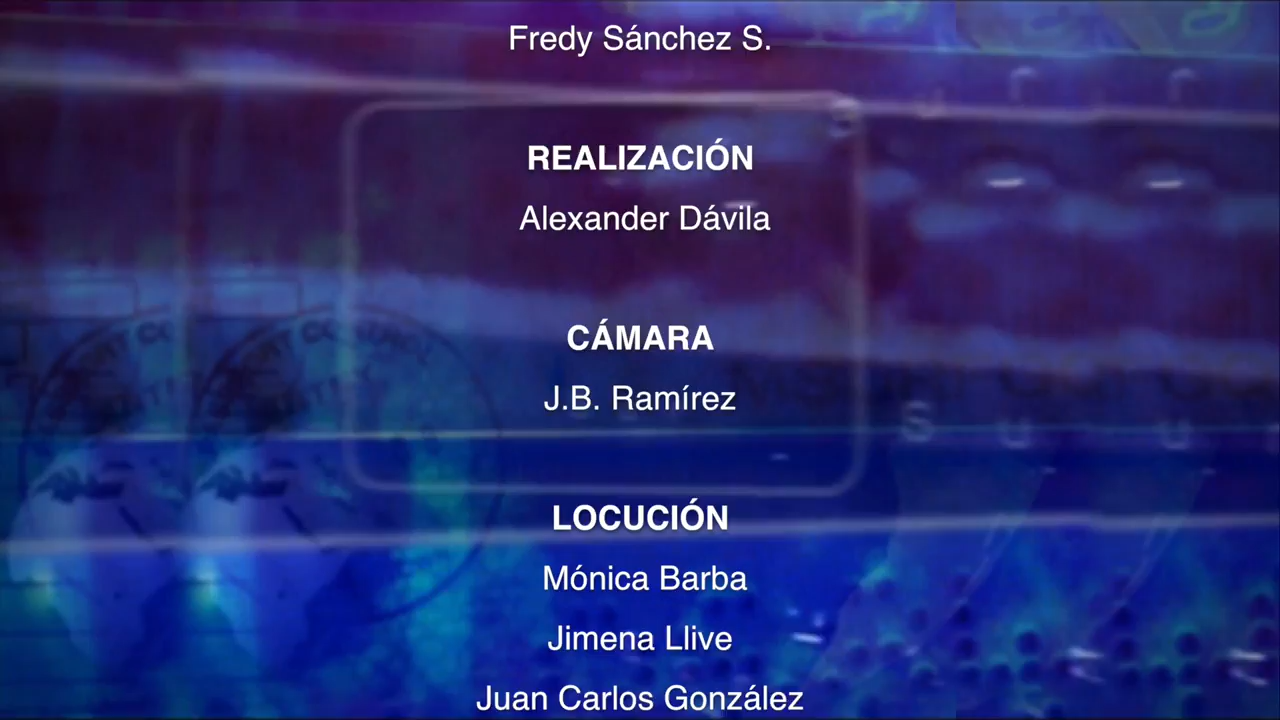 Fredy Sánchez S.
REALIZACIÓN
Alexander Dávila
CÁMARA
J.B. Ramírez
LOCUCIÓN
Mónica Barba
Jimena Llive
Juan Carlos González